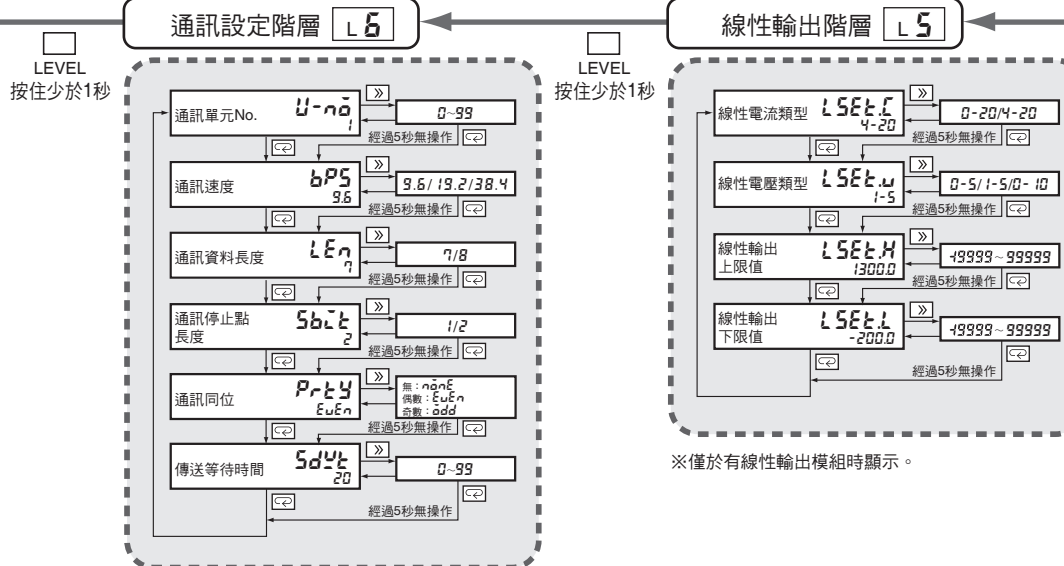 通訊設定階層 L 6
LEVEL
按住少於1秒
通訊單元No.
U-no
1
0~99
經過5秒無操作
通訊速度
bPS
9.6
9.6/19.2/38.4
經過5秒無操作
通訊資料長度
LEn
7
7/8
經過5秒無操作
通訊停止點
長度
Sbit
2
1/2
經過5秒無操作
通訊同位
PrtY
EuEn
無：nonE
偶數：EuEn
奇數：odd
經過5秒無操作
傳送等待時間
SdWt
20
0~99
經過5秒無操作
線性輸出階層 L 5
LEVEL
按住少於1秒
線性電流類型
LSEt.C
4-20
0-20/4-20
經過5秒無操作
線性電壓類型
LSEt.u
1-5
0-5/1-5/0-10
經過5秒無操作
線性輸出
上限值
LSEt.H
1300.0
-19999~99999
經過5秒無操作
線性輸出
下限值
LSEt.L
-200.0
-19999~99999
經過5秒無操作
※僅於有線性輸出模組時顯示。